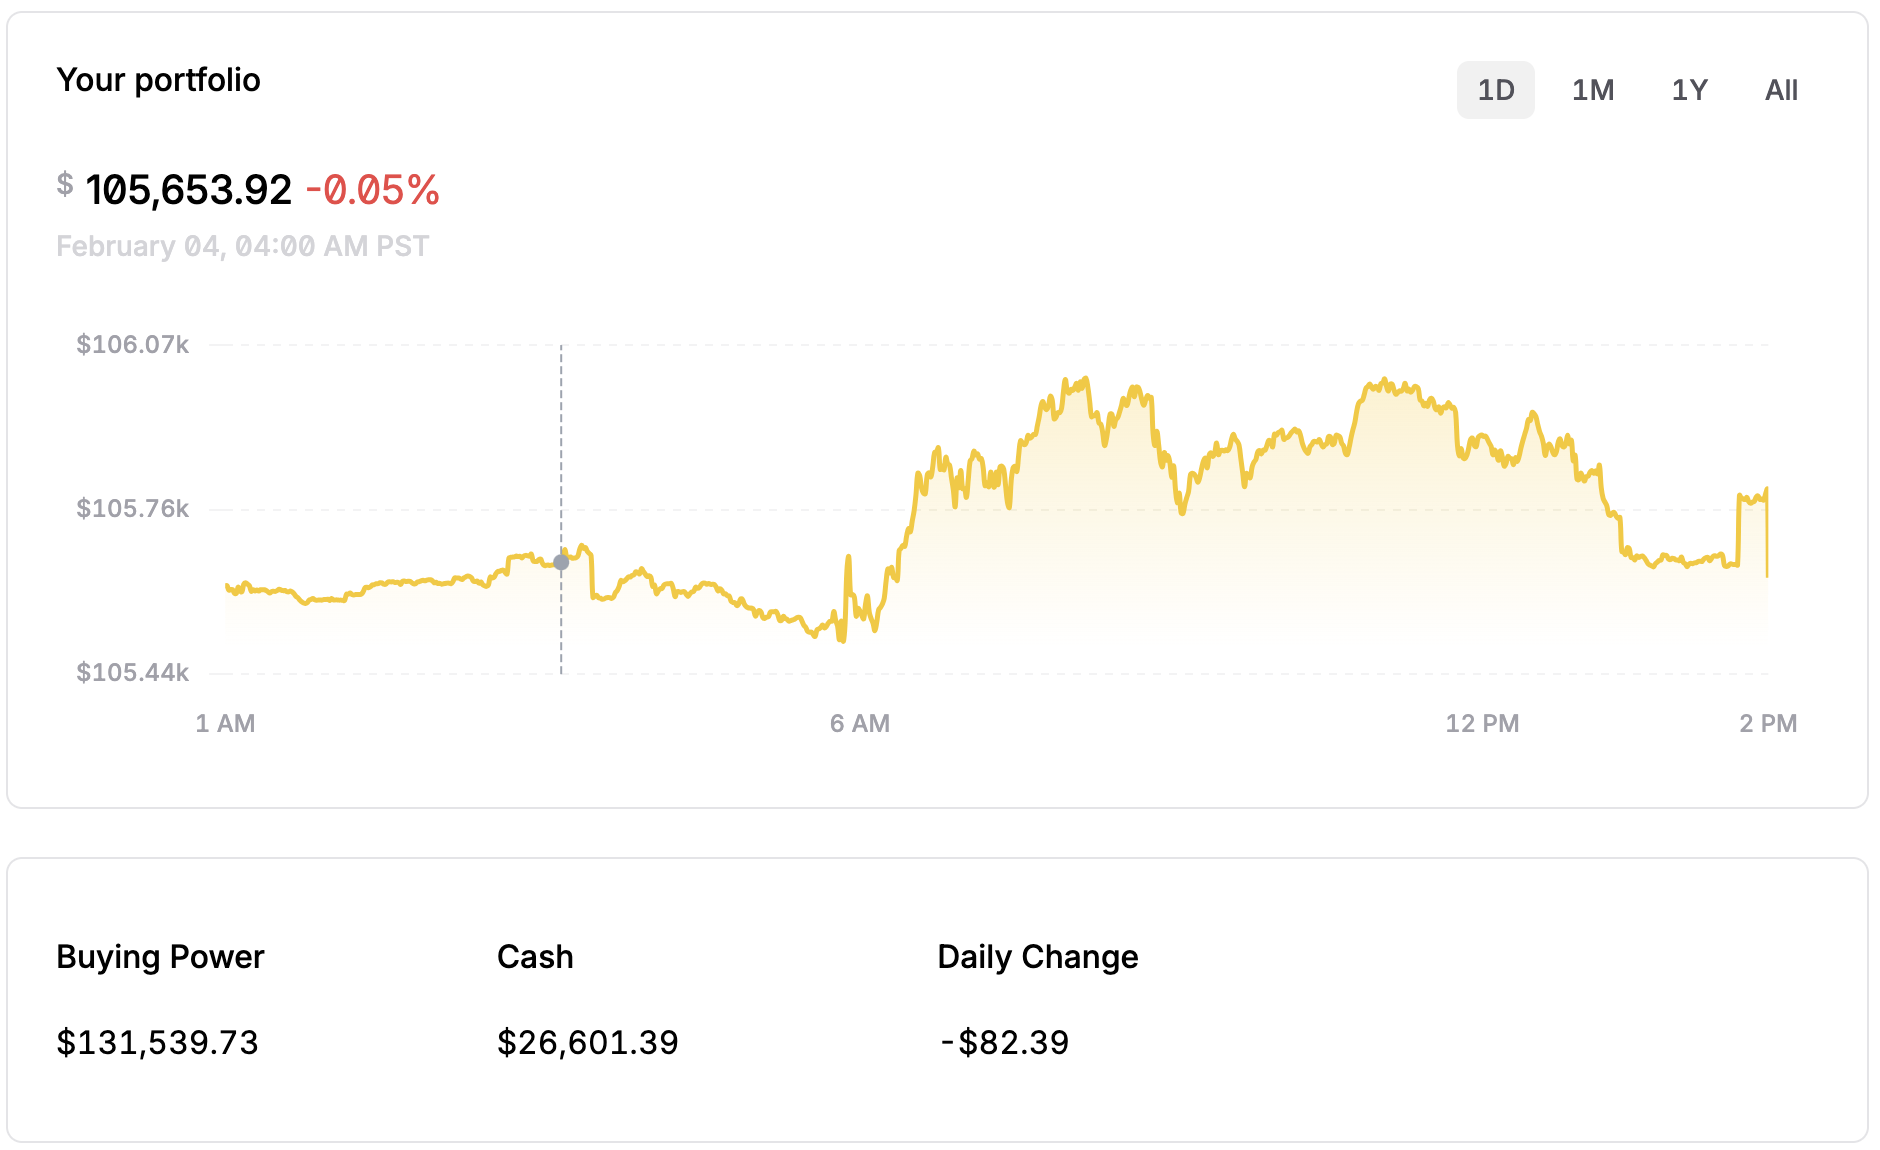 Your portfolio
1D 1M 1Y All
$ 105,653.92 -0.05%
February 04, 04:00 AM PST
$106.07k
$105.76k
$105.44k
1 AM 6 AM 12 PM 2 PM
Buying Power Cash Daily Change
$131,539.73 $26,601.39 -$82.39